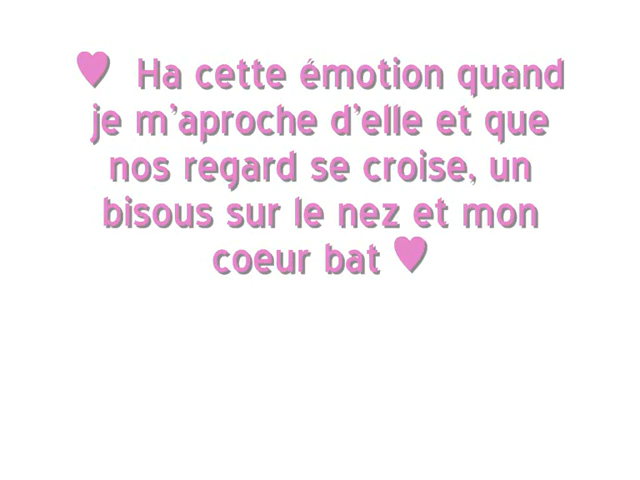 ♥ Ha cette émotion quand
je m'aproche d'elle et que
nos regard se croise, un
bisous sur le nez et mon
coeur bat ♥